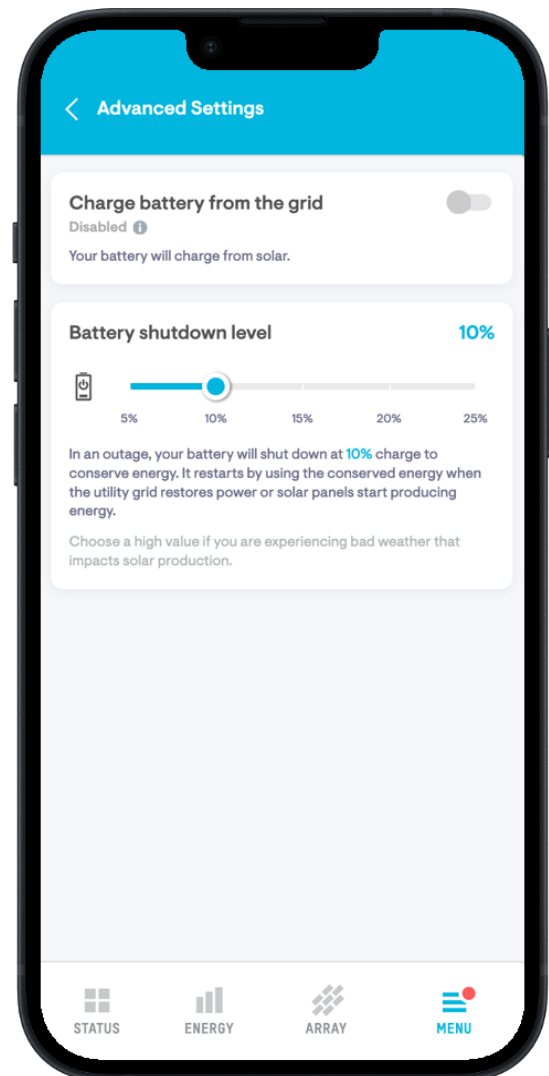 Advanced Settings
Charge battery from the grid
Disabled
Your battery will charge from solar.
Battery shutdown level
10%
5%
10%
15%
20%
25%
In an outage, your battery will shut down at 10% charge to
conserve energy. It restarts by using the conserved energy when
the utility grid restores power or solar panels start producing
energy.
Choose a high value if you are experiencing bad weather that
impacts solar production.
STATUS
ENERGY
ARRAY
MENU